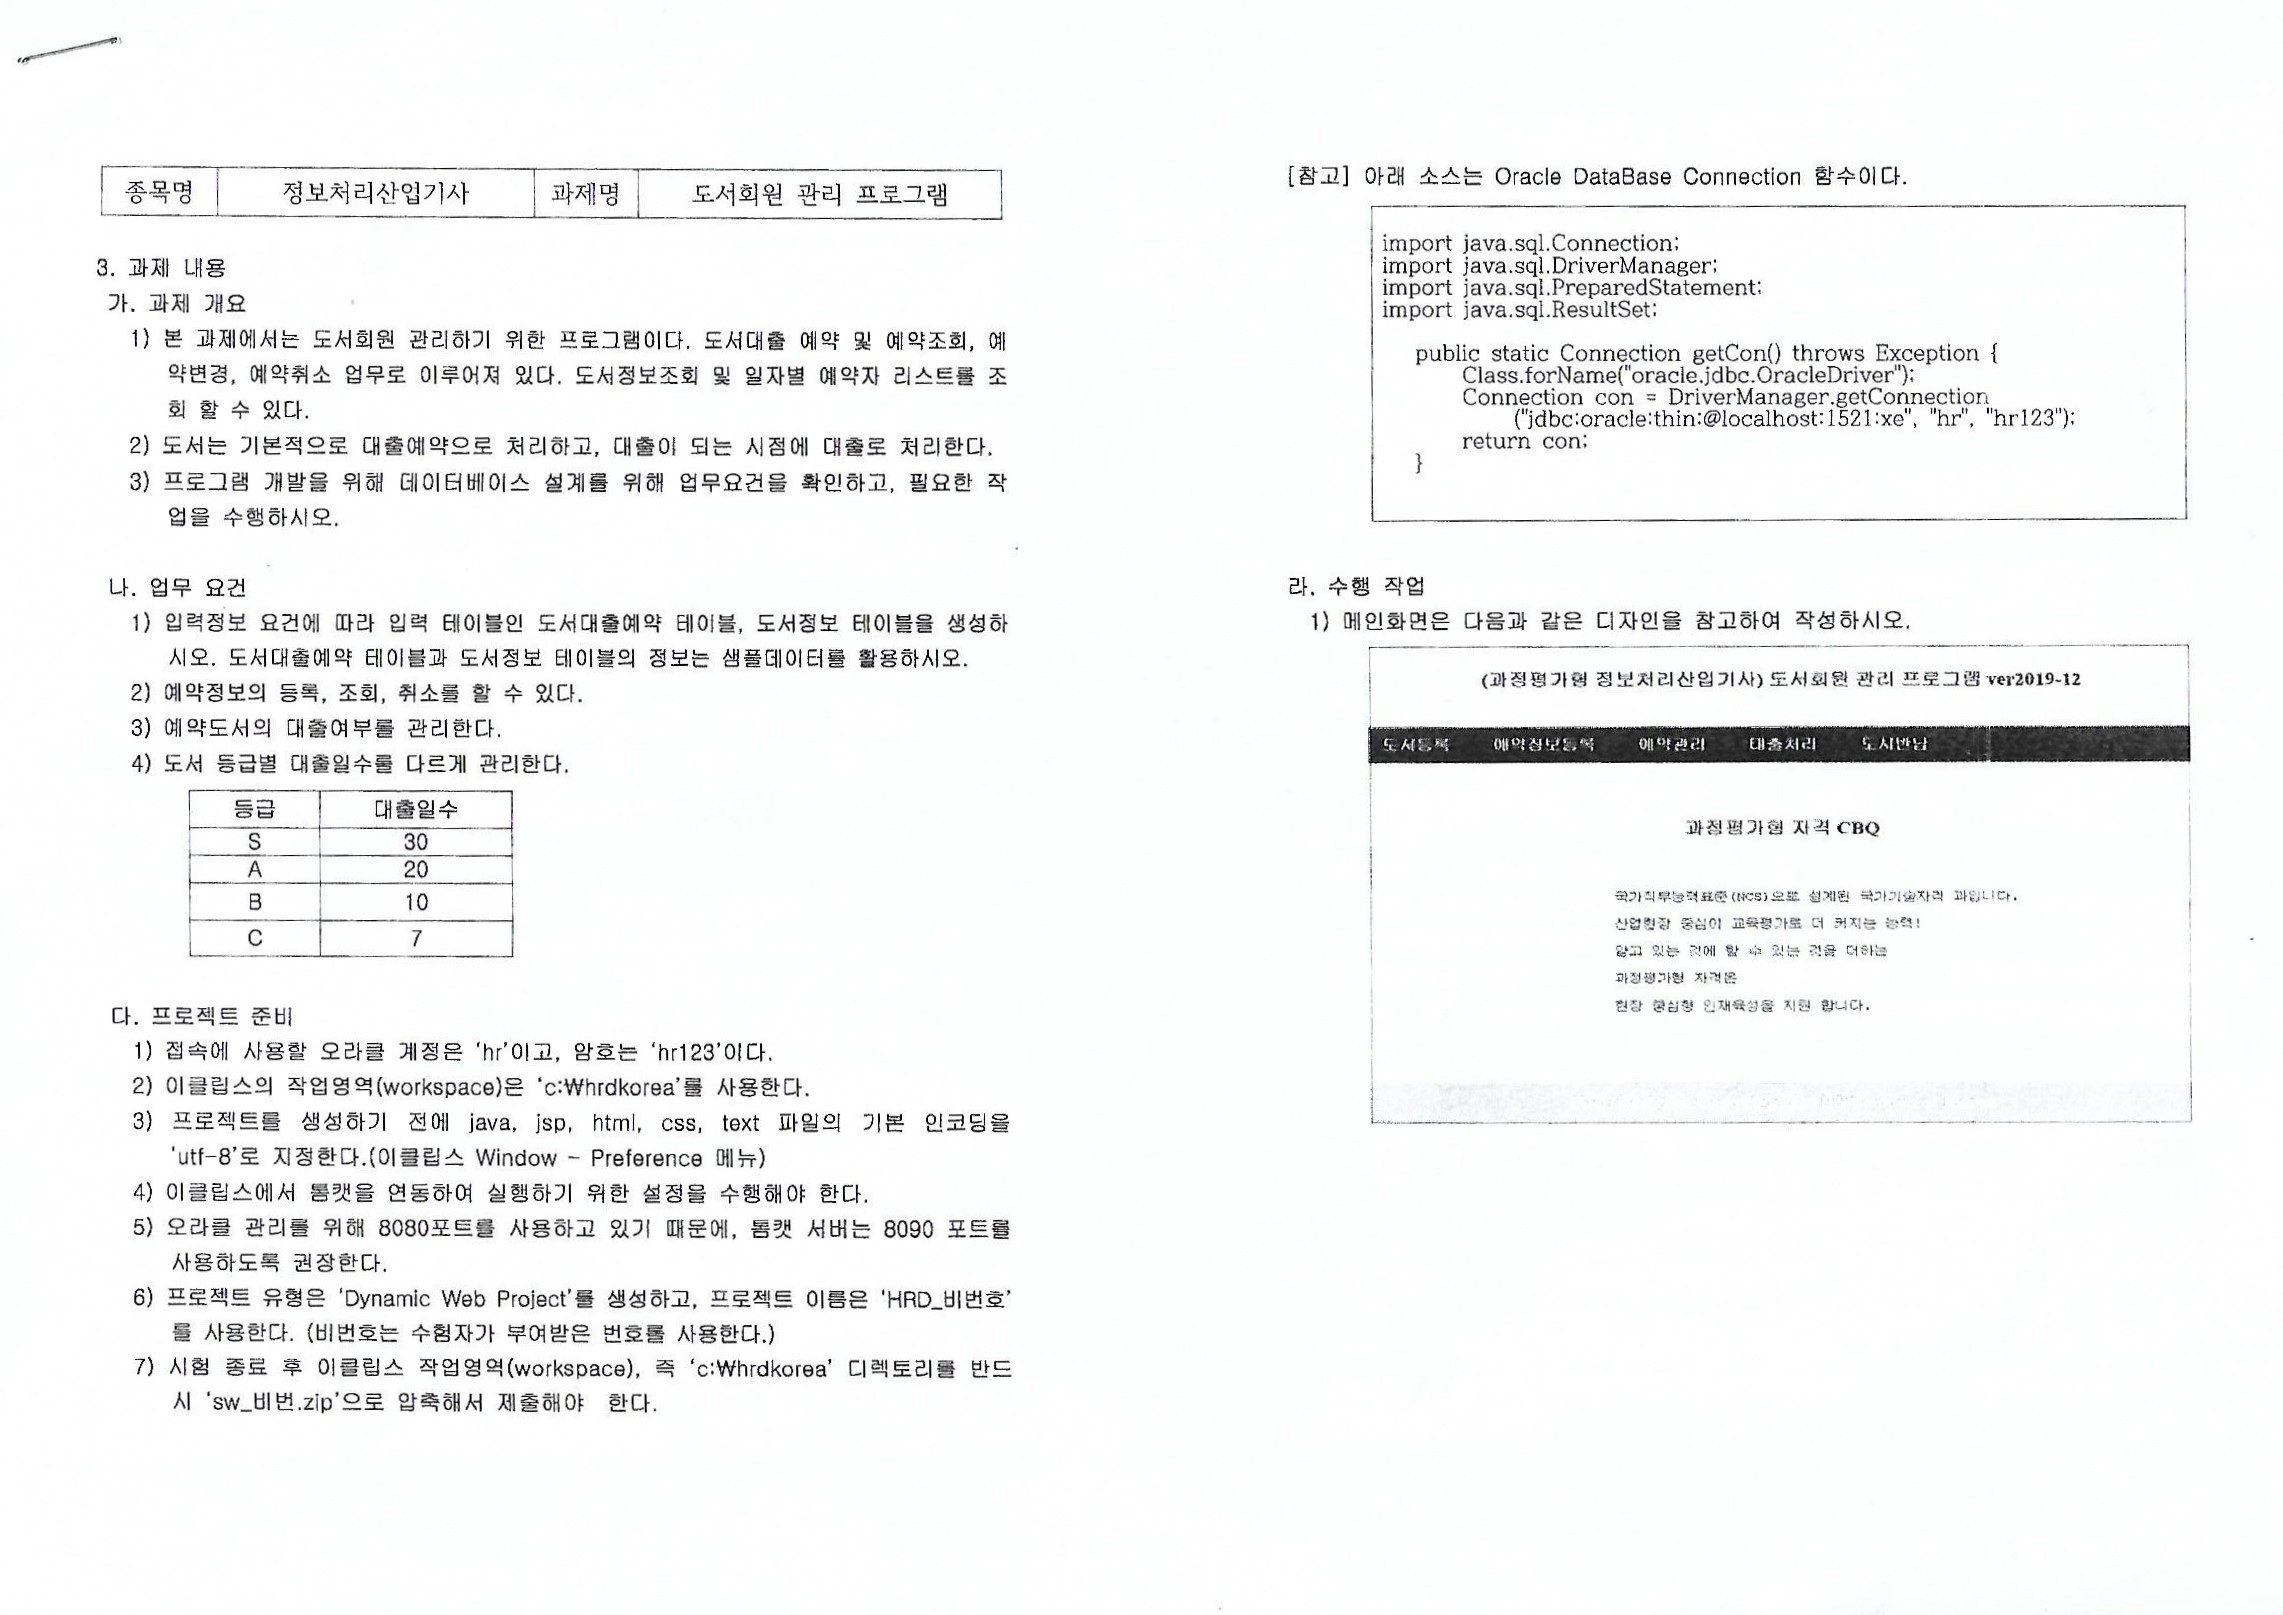 종목명 정보처리산업기사 과제명 도서회원 관리 프로그램
3. 과제 내용
가. 과제 개요
1) 본 과제에서는 도서회원 관리하기 위한 프로그램이다. 도서대출 예약 및 예약조회, 예
약변경, 예약취소 업무로 이루어져 있다. 도서정보조회 및 일자별 예약자 리스트를 조
회 할 수 있다.
2) 도서는 기본적으로 대출예약으로 처리하고, 대출이 되는 시점에 대출로 처리한다.
3) 프로그램 개발을 위해 데이터베이스 설계를 위해 업무요건을 확인하고, 필요한 작
업을 수행하시오.
나. 업무 요건
1) 입력정보 요건에 따라 입력 테이블인 도서대출예약 테이블, 도서정보 테이블을 생성하
시오. 도서대출예약 테이블과 도서정보 테이블의 정보는 샘플데이터를 활용하시오.
2) 예약정보의 등록, 조회, 취소를 할 수 있다.
3) 예약도서의 대출여부를 관리한다.
4) 도서 등급별 대출일수를 다르게 관리한다.
등급 대출일수
S 30
A 20
B 10
C 7
다. 프로젝트 준비
1) 접속에 사용할 오라클 계정은 'hr'이고, 암호는 'hr123'이다.
2) 이클립스의 작업영역(workspace)은 'c:₩hrdkorea'를 사용한다.
3) 프로젝트를 생성하기 전에 java, jsp, html, css, text 파일의 기본 인코딩을
'utf-8'로 지정한다.(이클립스 Window - Preference 메뉴)
4) 이클립스에서 톰캣을 연동하여 실행하기 위한 설정을 수행해야 한다.
5) 오라클 관리를 위해 8080포트를 사용하고 있기 때문에, 톰캣 서버는 8090 포트를
사용하도록 권장한다.
6) 프로젝트 유형은 'Dynamic Web Project'를 생성하고, 프로젝트 이름은 'HRD_비번호'
를 사용한다. (비번호는 수험자가 부여받은 번호를 사용한다.)
7) 시험 종료 후 이클립스 작업영역(workspace), 즉 'c:₩hrdkorea' 디렉토리를 반드
시 'sw_비번.zip'으로 압축해서 제출해야 한다.
[참고] 아래 소스는 Oracle DataBase Connection 함수이다.
import java.sql.Connection;
import java.sql.DriverManager;
import java.sql.PreparedStatement;
import java.sql.ResultSet;
public static Connection getCon() throws Exception {
Class.forName("oracle.jdbc.OracleDriver");
Connection con = DriverManager.getConnection
("jdbc:oracle:thin:@localhost:1521:xe", "hr", "hr123");
return con;
}
라. 수행 작업
1) 메인화면은 다음과 같은 디자인을 참고하여 작성하시오.
(과정평가형 정보처리산업기사) 도서회원 관리 프로그램 ver2019-12
도서등록 예약정보등록 예약관리 대출처리 도서반납
과정평가형 자격 CBQ
국가직무능력표준(NCS)으로 설계된 국가기술자격 과입니다.
산업현장 중심이 교육평가로 더 커지는 능력!
알고 있는 것에 할 수 있는 것을 더하는
과정평가형 자격은
현장 중심형 인재육성을 지원 합니다.